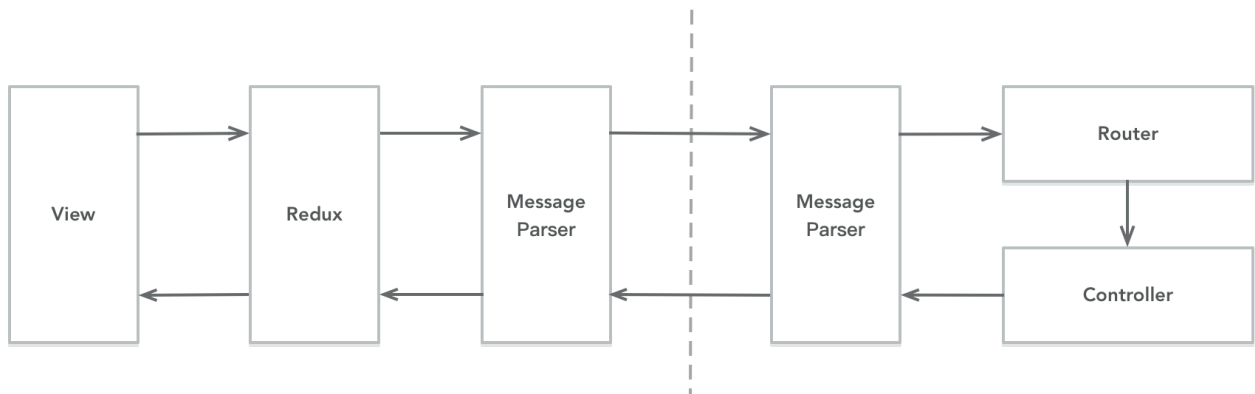 View
Redux
Message
Parser
Message
Parser
Router
Controller